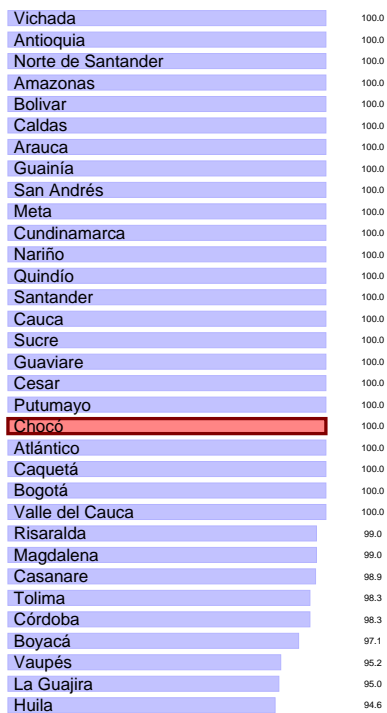 Vichada 100.0
Antioquia 100.0
Norte de Santander 100.0
Amazonas 100.0
Bolivar 100.0
Caldas 100.0
Arauca 100.0
Guainía 100.0
San Andrés 100.0
Meta 100.0
Cundinamarca 100.0
Nariño 100.0
Quindío 100.0
Santander 100.0
Cauca 100.0
Sucre 100.0
Guaviare 100.0
Cesar 100.0
Putumayo 100.0
Chocó 100.0
Atlántico 100.0
Caquetá 100.0
Bogotá 100.0
Valle del Cauca 100.0
Risaralda 99.0
Magdalena 99.0
Casanare 98.9
Tolima 98.3
Córdoba 98.3
Boyacá 97.1
Vaupés 95.2
La Guajira 95.0
Huila 94.6